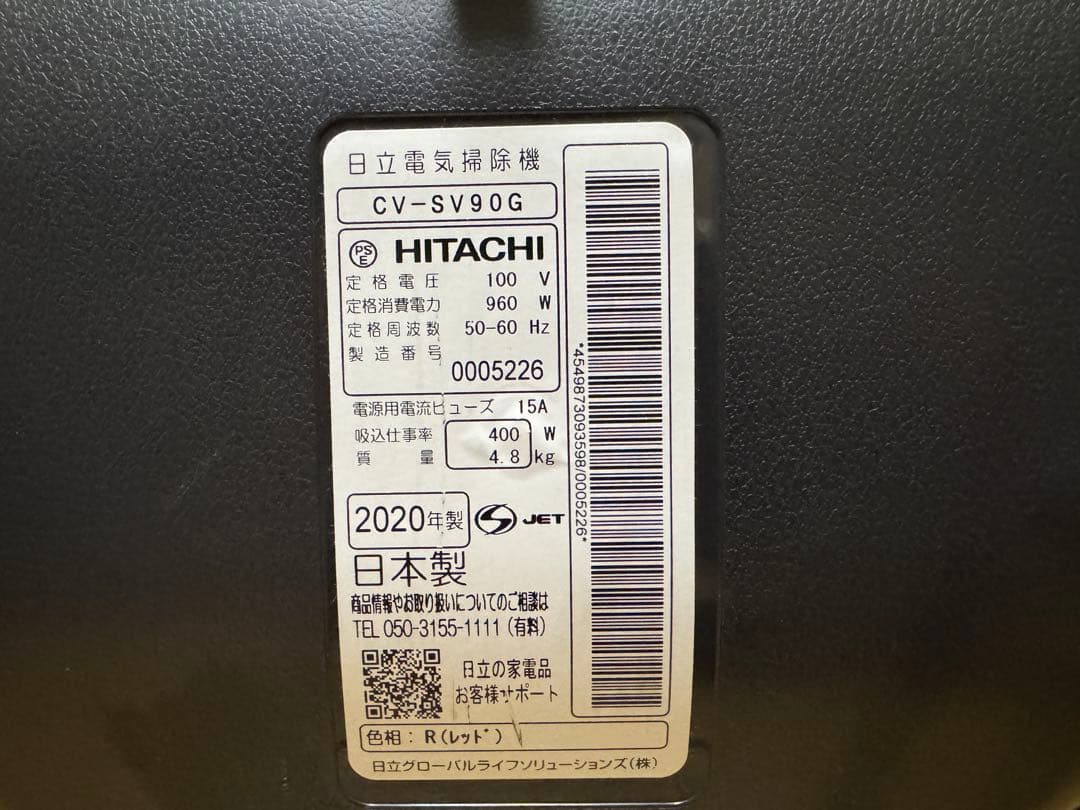 日立電気掃除機
CV-SV90G
PS E HITACHI
定格電圧 100 V
定格消費電力 960 W
定格周波数 50-60 Hz
製造番号 0005226
電源用電流ヒューズ 15A
吸込仕事率 400 W
質量 4.8 kg
2020年製 S JET
日本製
商品情報やお取り扱いについてのご相談は
TEL 050-3155-1111(有料)
日立の家電品
お客様サポート
色相:R(レッド)
日立グローバルライフソリューションズ(株)
*4549873093598/0005226*